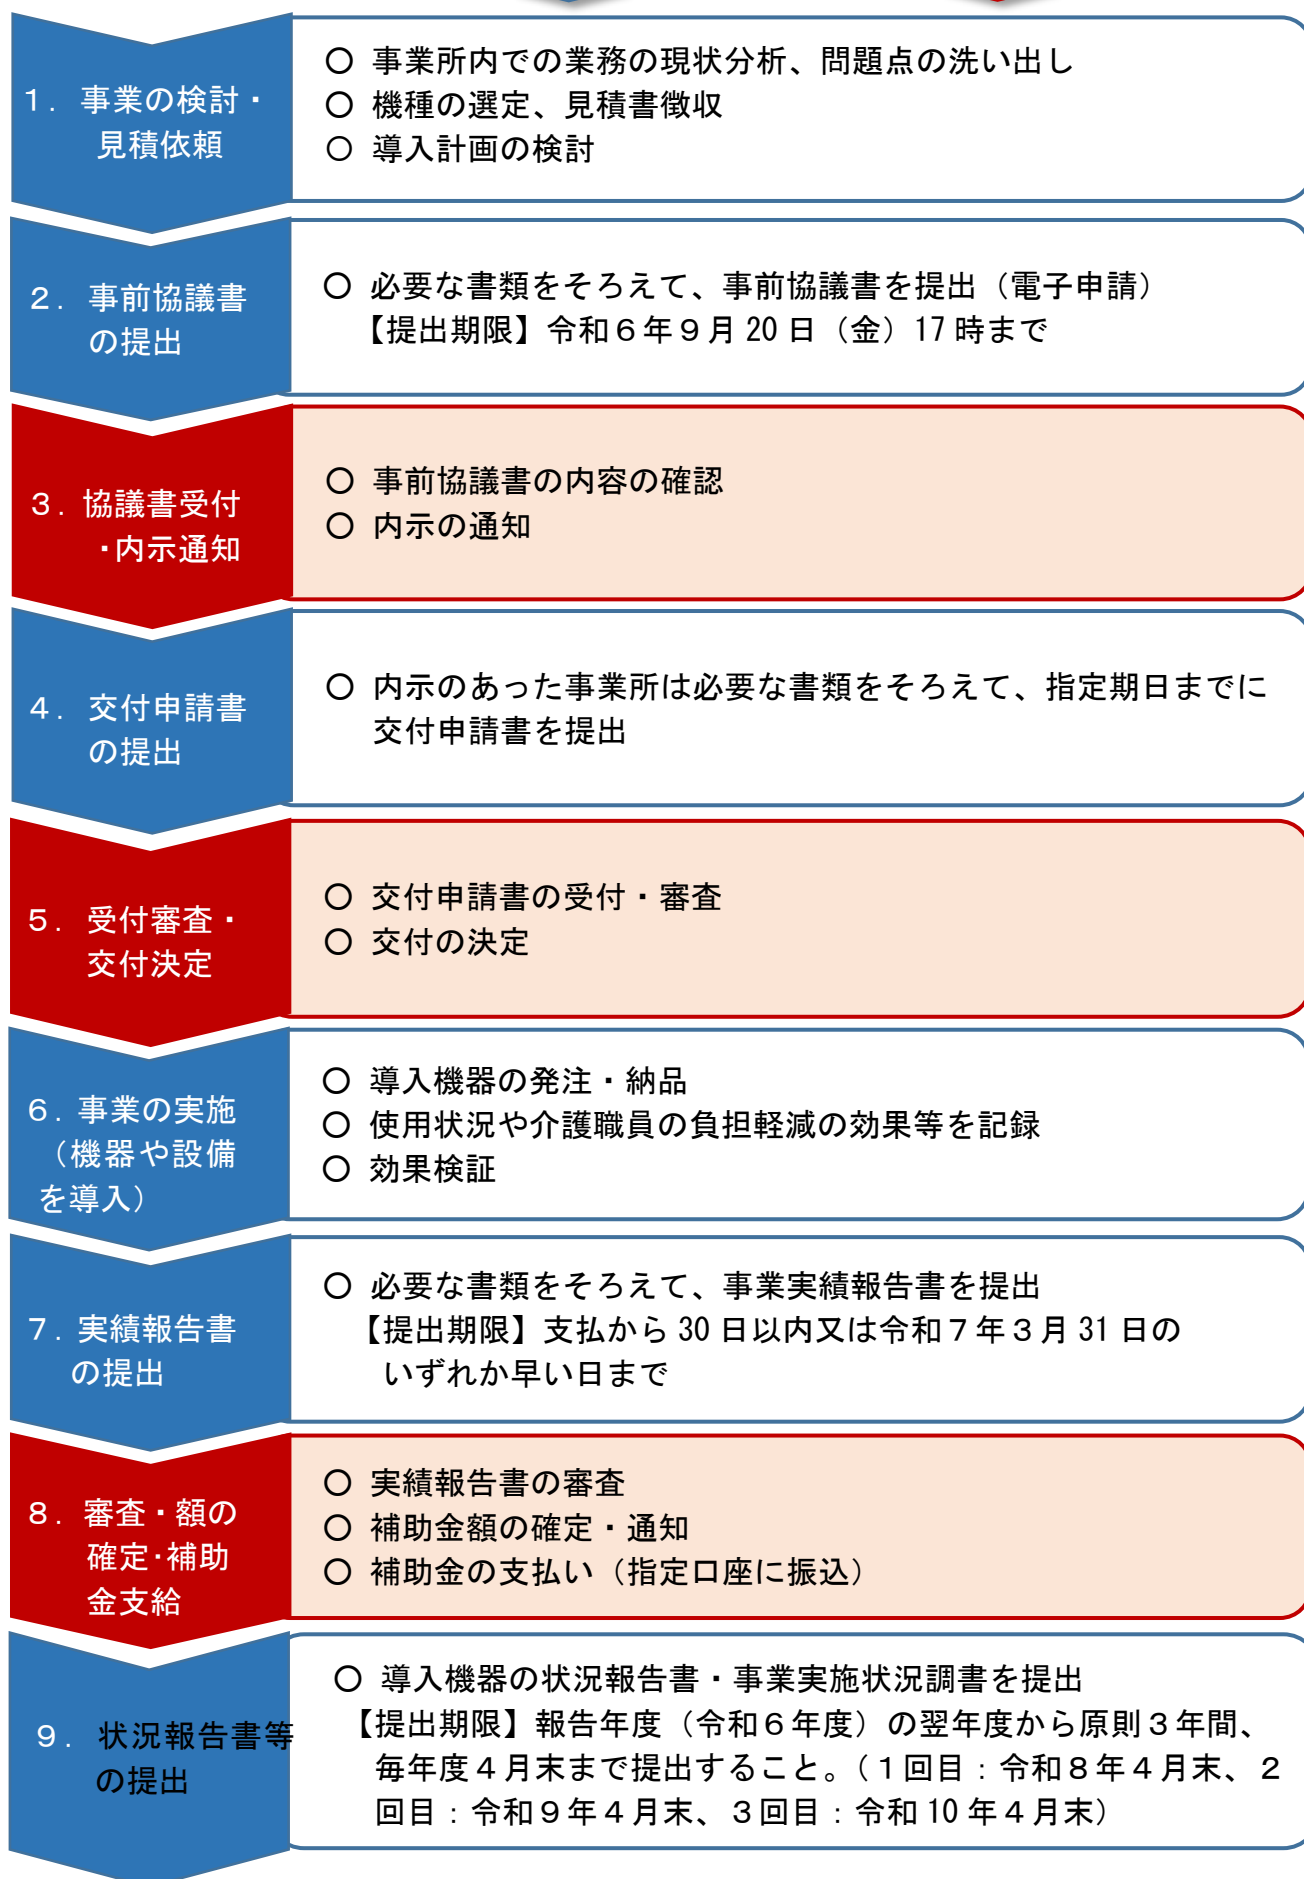 １．事業の検討・
見積依頼
○ 事業所内での業務の現状分析、問題点の洗い出し
○ 機種の選定、見積書徴収
○ 導入計画の検討
２．事前協議書
の提出
○ 必要な書類をそろえて、事前協議書を提出（電子申請）
【提出期限】令和６年９月20日（金）17時まで
３．協議書受付
・内示通知
○ 事前協議書の内容の確認
○ 内示の通知
４．交付申請書
の提出
○ 内示のあった事業所は必要な書類をそろえて、指定期日までに
交付申請書を提出
５．受付審査・
交付決定
○ 交付申請書の受付・審査
○ 交付の決定
６．事業の実施
（機器や設備
を導入）
○ 導入機器の発注・納品
○ 使用状況や介護職員の負担軽減の効果等を記録
○ 効果検証
７．実績報告書
の提出
○ 必要な書類をそろえて、事業実績報告書を提出
【提出期限】支払から30日以内又は令和７年３月31日の
いずれか早い日まで
８．審査・額の
確定・補助
金支給
○ 実績報告書の審査
○ 補助金額の確定・通知
○ 補助金の支払い（指定口座に振込）
９．状況報告書等
の提出
○ 導入機器の状況報告書・事業実施状況調書を提出
【提出期限】報告年度（令和６年度）の翌年度から原則３年間、
毎年度４月末まで提出すること。（１回目：令和８年４月末、２
回目：令和９年４月末、３回目：令和10年４月末）